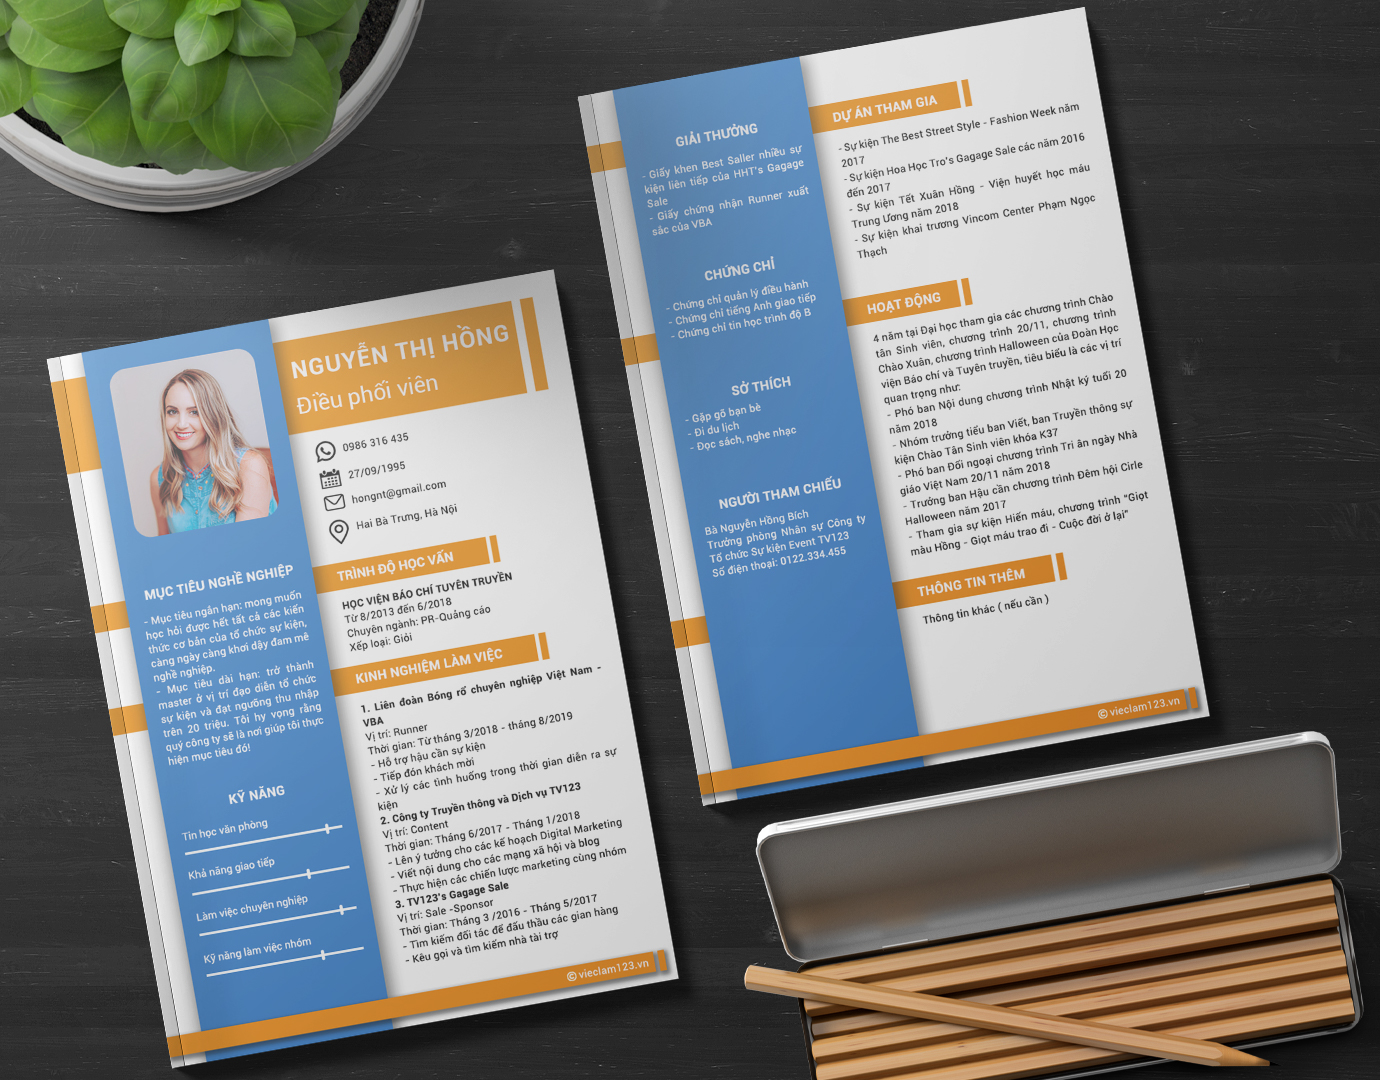 NGUYỄN THỊ HỒNG
Điều phối viên
0986 316 435
27/09/1995
hongnt@gmail.com
Hai Bà Trưng, Hà Nội
MỤC TIÊU NGHỀ NGHIỆP
- Mục tiêu ngắn hạn: mong muốn
học hỏi được hết tất cả các kiến
thức cơ bản của tổ chức sự kiện,
càng ngày càng khơi dậy đam mê
nghề nghiệp.
- Mục tiêu dài hạn: trở thành
master ở vị trí đạo diễn tổ chức
sự kiện và đạt ngưỡng thu nhập
trên 20 triệu. Tôi hy vọng rằng
quý công ty sẽ là nơi giúp tôi thực
hiện mục tiêu đó!
KỸ NĂNG
Tin học văn phòng
Khả năng giao tiếp
Làm việc chuyên nghiệp
Kỹ năng làm việc nhóm
TRÌNH ĐỘ HỌC VẤN
HỌC VIỆN BÁO CHÍ TUYÊN TRUYỀN
Từ 8/2013 đến 6/2018
Chuyên ngành: PR-Quảng cáo
Xếp loại: Giỏi
KINH NGHIỆM LÀM VIỆC
1. Liên đoàn Bóng rổ chuyên nghiệp Việt Nam -
VBA
Vị trí: Runner
Thời gian: Từ tháng 3/2018 - tháng 8/2019
- Hỗ trợ hậu cần sự kiện
- Tiếp đón khách mời
- Xử lý các tình huống trong thời gian diễn ra sự
kiện
2. Công ty Truyền thông và Dịch vụ TV123
Vị trí: Content
Thời gian: Tháng 6/2017 - Tháng 1/2018
- Lên ý tưởng cho các kế hoạch Digital Marketing
- Viết nội dung cho các mạng xã hội và blog
- Thực hiện các chiến lược marketing cùng nhóm
3. TV123's Gagage Sale
Vị trí: Sale -Sponsor
Thời gian: Tháng 3 /2016 - Tháng 5/2017
- Tìm kiếm đối tác để đấu thầu các gian hàng
- Kêu gọi và tìm kiếm nhà tài trợ
© vieclam123.vn
GIẢI THƯỞNG
- Giấy khen Best Saller nhiều sự
kiện liên tiếp của HHT's Gagage
Sale
- Giấy chứng nhận Runner xuất
sắc của VBA
CHỨNG CHỈ
- Chứng chỉ quản lý điều hành
- Chứng chỉ tiếng Anh giao tiếp
- Chứng chỉ tin học trình độ B
SỞ THÍCH
- Gặp gỡ bạn bè
- Đi du lịch
- Đọc sách, nghe nhạc
NGƯỜI THAM CHIẾU
Bà Nguyễn Hồng Bích
Trưởng phòng Nhân sự Công ty
Tổ chức Sự kiện Event TV123
Số điện thoại: 0122.334.455
DỰ ÁN THAM GIA
- Sự kiện The Best Street Style - Fashion Week năm
2017
- Sự kiện Hoa Học Trò's Gagage Sale các năm 2016
đến 2017
- Sự kiện Tết Xuân Hồng - Viện huyết học máu
Trung Ương năm 2018
- Sự kiện khai trương Vincom Center Phạm Ngọc
Thạch
HOẠT ĐỘNG
4 năm tại Đại học tham gia các chương trình Chào
tân Sinh viên, chương trình 20/11, chương trình
Chào Xuân, chương trình Halloween của Đoàn Học
viện Báo chí và Tuyên truyền, tiêu biểu là các vị trí
quan trọng như:
- Phó ban Nội dung chương trình Nhật ký tuổi 20
năm 2018
- Nhóm trưởng tiểu ban Viết, ban Truyền thông sự
kiện Chào Tân Sinh viên khóa K37
- Phó ban Đối ngoại chương trình Tri ân ngày Nhà
giáo Việt Nam 20/11 năm 2018
- Trưởng ban Hậu cần chương trình Đêm hội Cirle
Halloween năm 2017
- Tham gia sự kiện Hiến máu, chương trình "Giọt
máu Hồng - Giọt máu trao đi - Cuộc đời ở lại"
THÔNG TIN THÊM
Thông tin khác ( nếu cần )
© vieclam123.vn